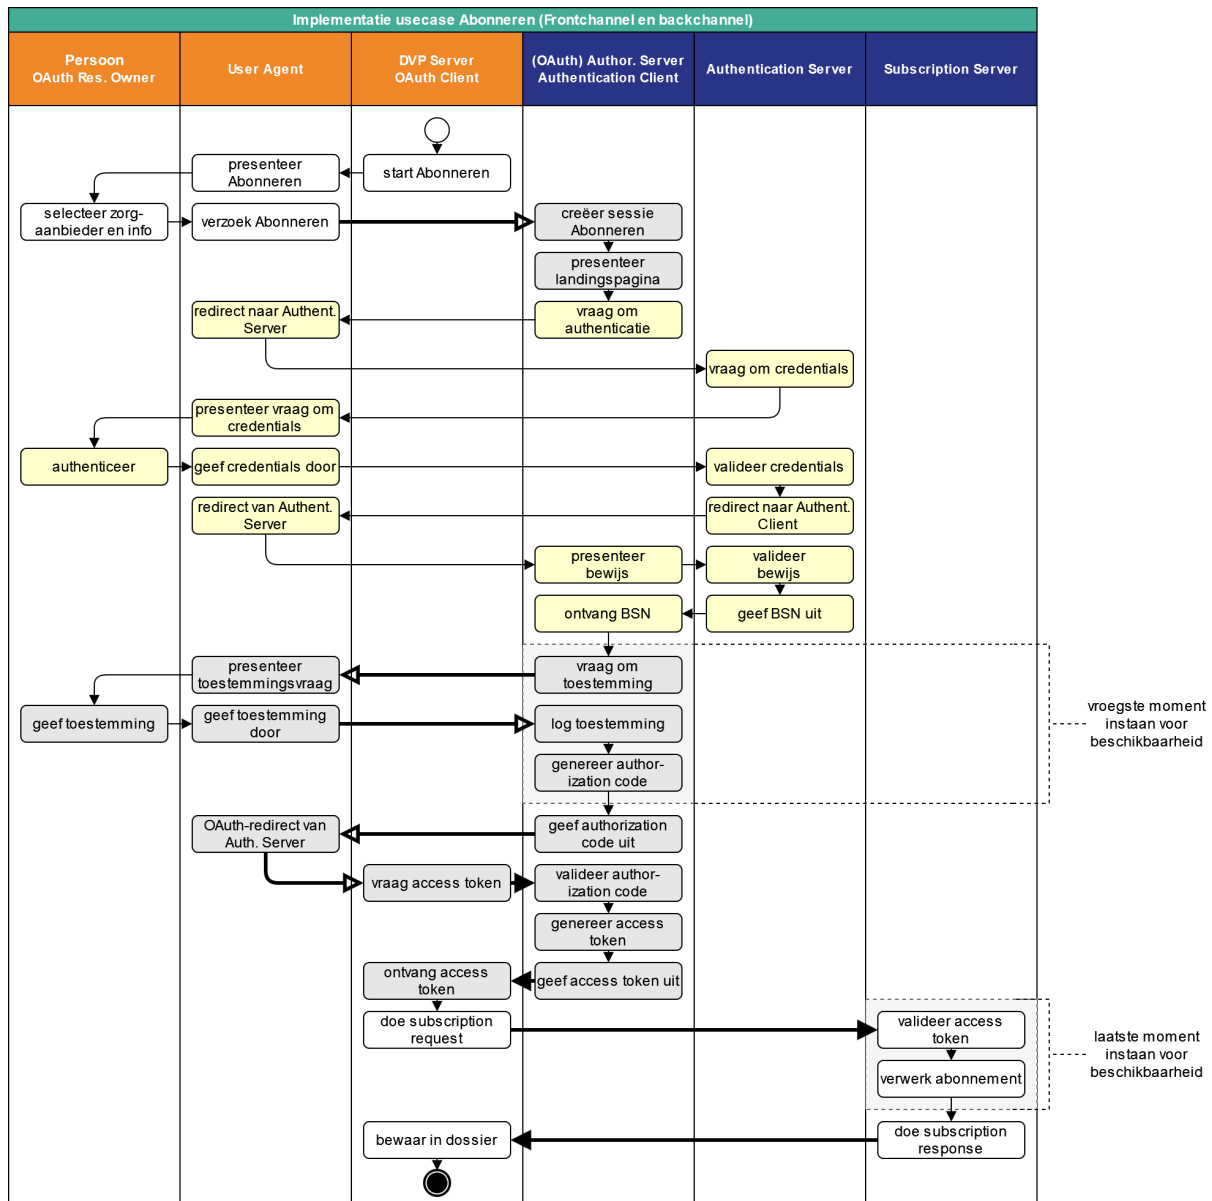 Implementatie usecase Abonneren (Frontchannel en backchannel)
Persoon
OAuth Res. Owner
User Agent
DVP Server
OAuth Client
(OAuth) Author. Server
Authentication Client
Authentication Server
Subscription Server
presenteer
Abonneren
start Abonneren
selecteer zorg-
aanbieder en info
verzoek Abonneren
creëer sessie
Abonneren
presenteer
landingspagina
redirect naar Authent.
Server
vraag om
authenticatie
vraag om credentials
presenteer vraag om
credentials
authenticeer
geef credentials door
valideer credentials
redirect van Authent.
Server
redirect naar Authent.
Client
presenteer
bewijs
valideer
bewijs
ontvang BSN
geef BSN uit
presenteer
toestemmingsvraag
vraag om
toestemming
geef toestemming
geef toestemming
door
log toestemming
vroegste moment
instaan voor
beschikbaarheid
genereer author-
ization code
OAuth-redirect van
Auth. Server
geef authorization
code uit
vraag access token
valideer author-
ization code
genereer access
token
ontvang access
token
geef access token uit
doe subscription
request
valideer access
token
laatste moment
instaan voor
beschikbaarheid
verwerk abonnement
bewaar in dossier
doe subscription
response